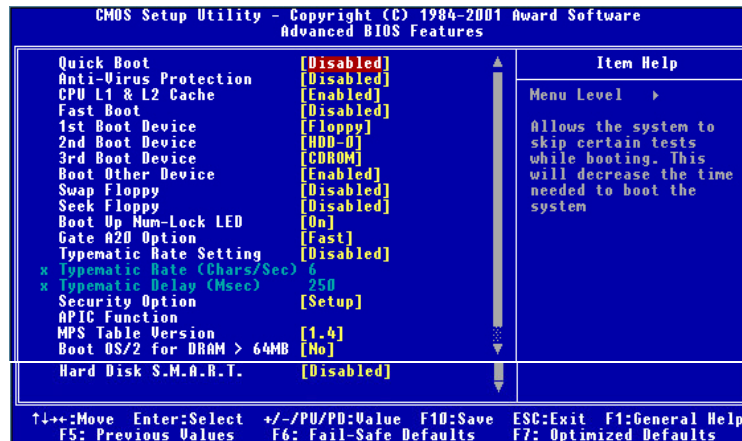 CMOS Setup Utility - Copyright (C) 1984-2001 Award Software
Advanced BIOS Features
Quick Boot [Disabled]
Anti-Virus Protection [Disabled]
CPU L1 & L2 Cache [Enabled]
Fast Boot [Disabled]
1st Boot Device [Floppy]
2nd Boot Device [HDD-0]
3rd Boot Device [CDROM]
Boot Other Device [Enabled]
Swap Floppy [Disabled]
Seek Floppy [Disabled]
Boot Up Num-Lock LED [On]
Gate A20 Option [Fast]
Typematic Rate Setting [Disabled]
x Typematic Rate (Chars/Sec) 6
x Typematic Delay (Msec) 250
Security Option [Setup]
APIC Function
MPS Table Version [1.4]
Boot OS/2 for DRAM > 64MB [No]
Hard Disk S.M.A.R.T. [Disabled]
Item Help
Menu Level ▸
Allows the system to
skip certain tests
while booting. This
will decrease the time
needed to boot the
system
↑↓→←:Move Enter:Select +/-/PU/PD:Value F10:Save ESC:Exit F1:General Help
F5: Previous Values F6: Fail-Safe Defaults F7: Optimized Defaults